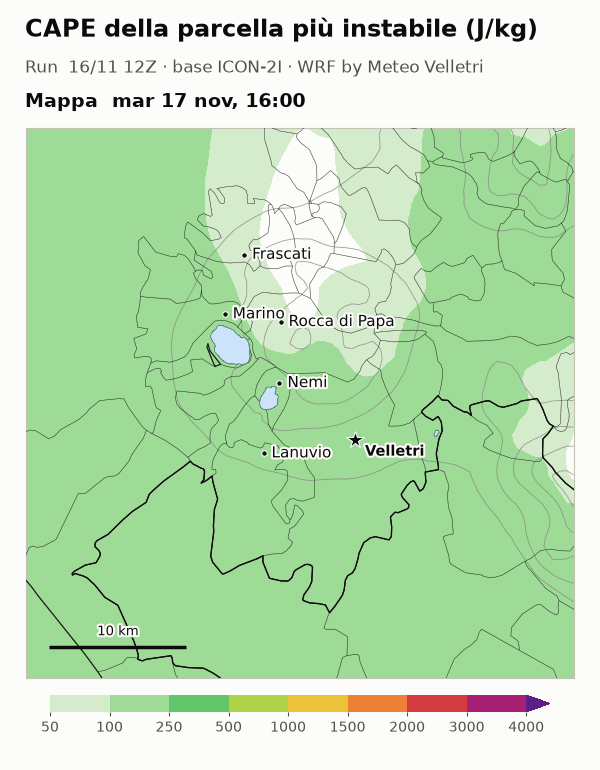 CAPE della parcella più instabile (J/kg)
Run  16/11 12Z · base ICON-2I · WRF by Meteo Velletri
Mappa  mar 17 nov, 16:00
Frascati
Marino
Rocca di Papa
Nemi
Velletri
Lanuvio
10 km
50 100 250 500 1000 1500 2000 3000 4000